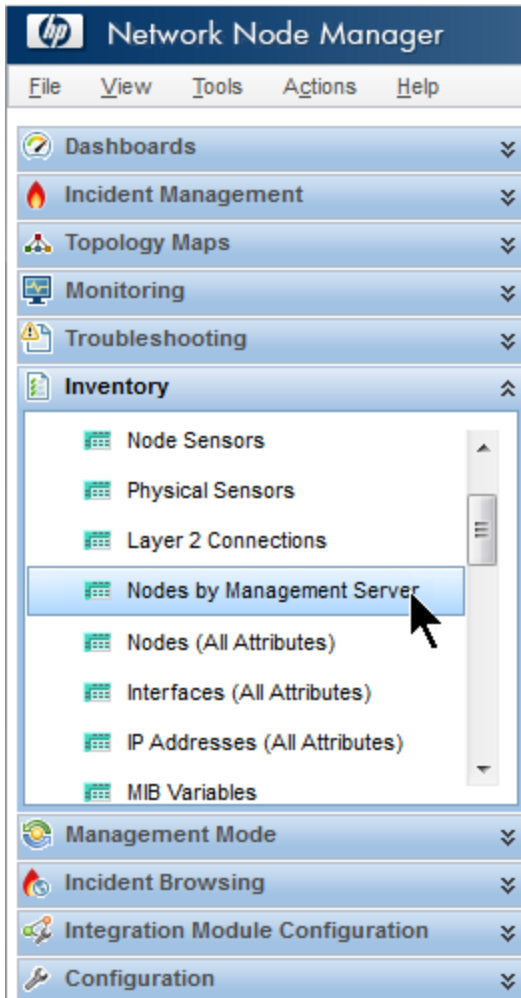 hp Network Node Manager
File View Tools Actions Help
Dashboards
Incident Management
Topology Maps
Monitoring
Troubleshooting
Inventory
Node Sensors
Physical Sensors
Layer 2 Connections
Nodes by Management Server
Nodes (All Attributes)
Interfaces (All Attributes)
IP Addresses (All Attributes)
MIB Variables
Management Mode
Incident Browsing
Integration Module Configuration
Configuration